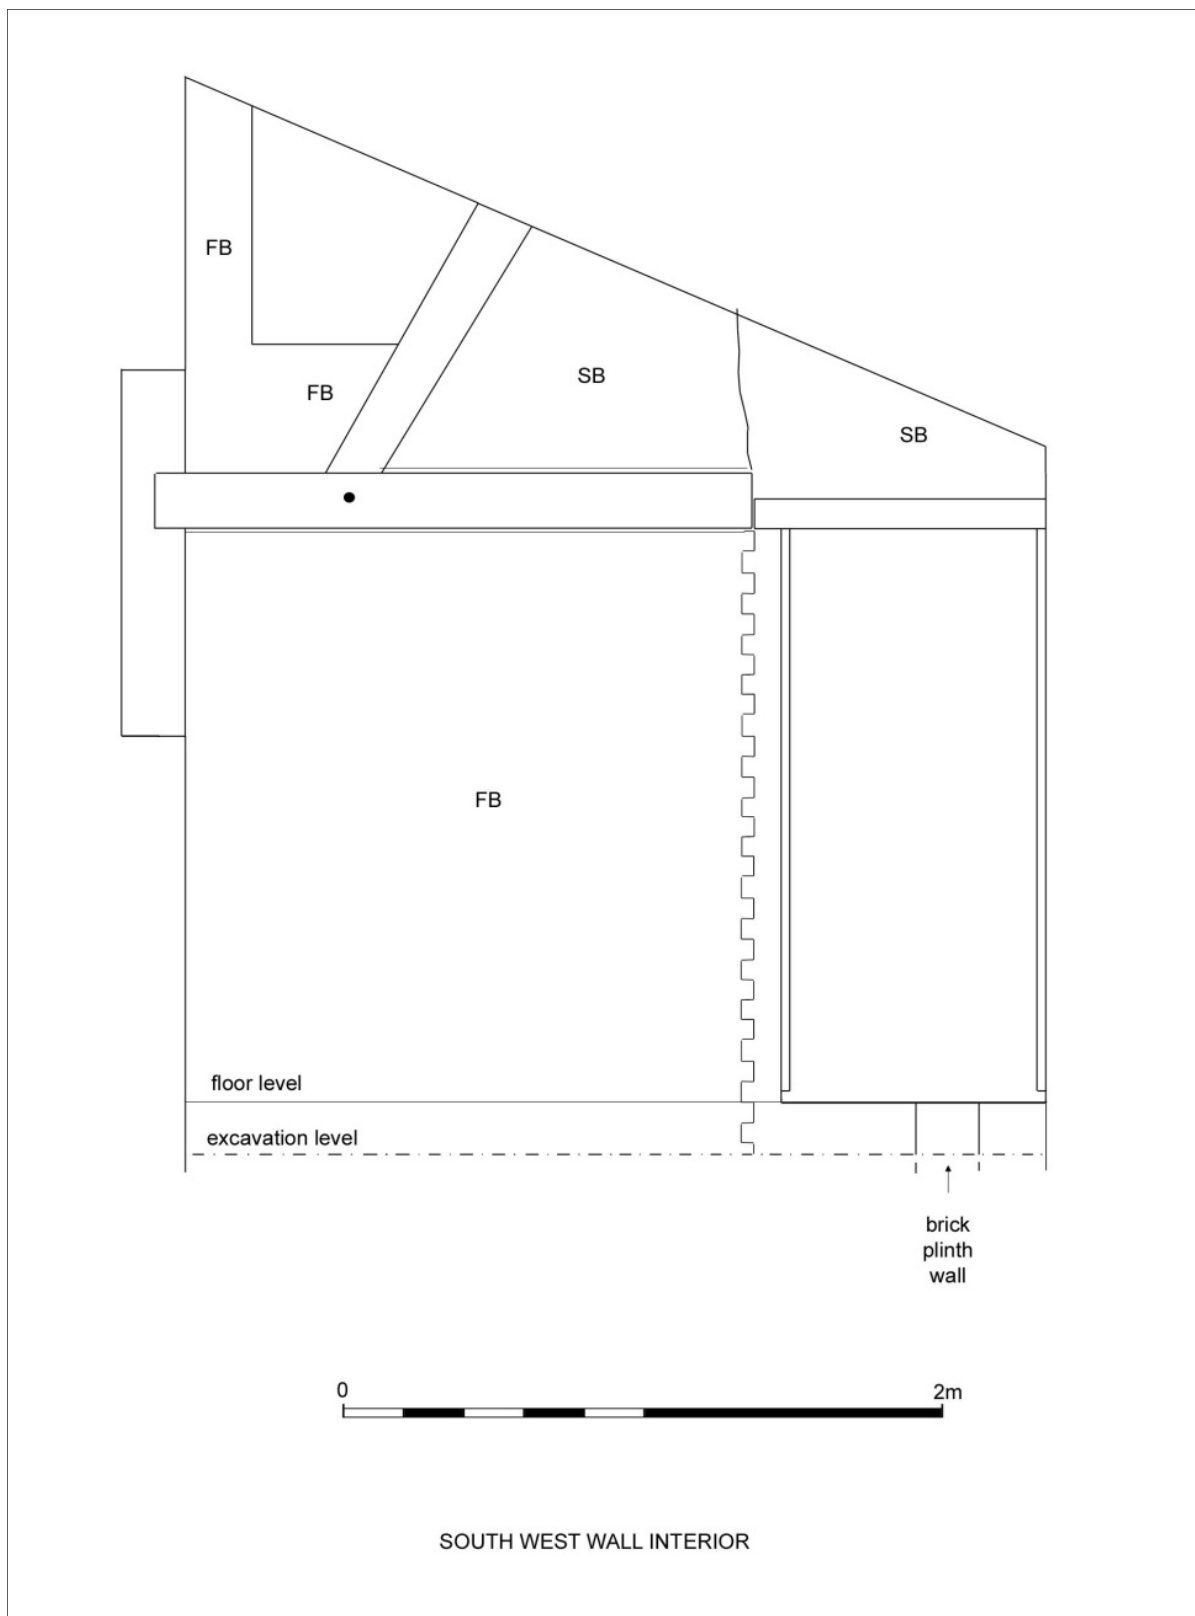 FB
SB
FB
SB
FB
floor level
excavation level
brick
plinth
wall
0
2m
SOUTH WEST WALL INTERIOR